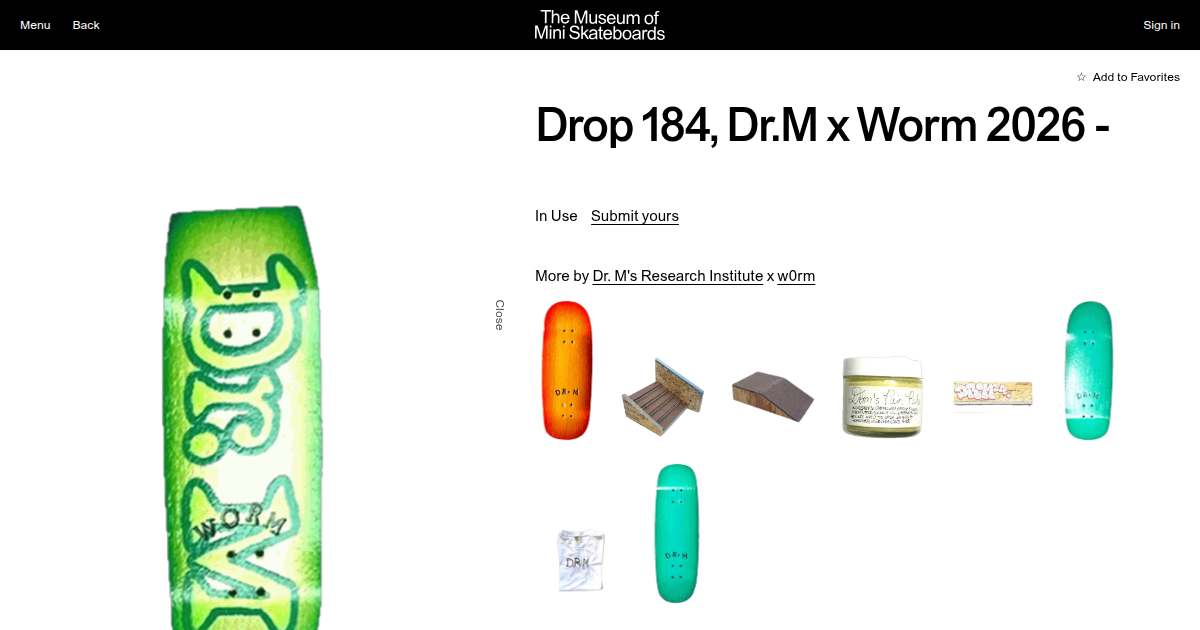 Menu
Back
The Museum of
Mini Skateboards
Sign in
☆ Add to Favorites
Drop 184, Dr.M x Worm 2026 -
In Use Submit yours
More by Dr. M's Research Institute x w0rm
Close
Dr. M
WORM
DR.M
DR.M
DRM
DR.M